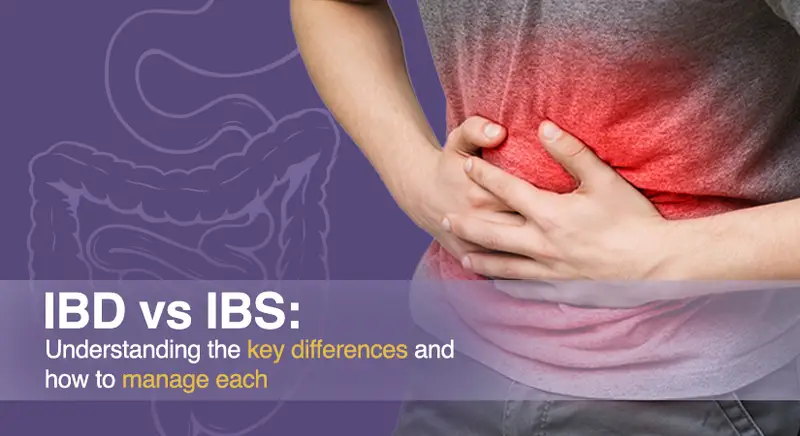 IBD vs IBS:
Understanding the key differences and
how to manage each